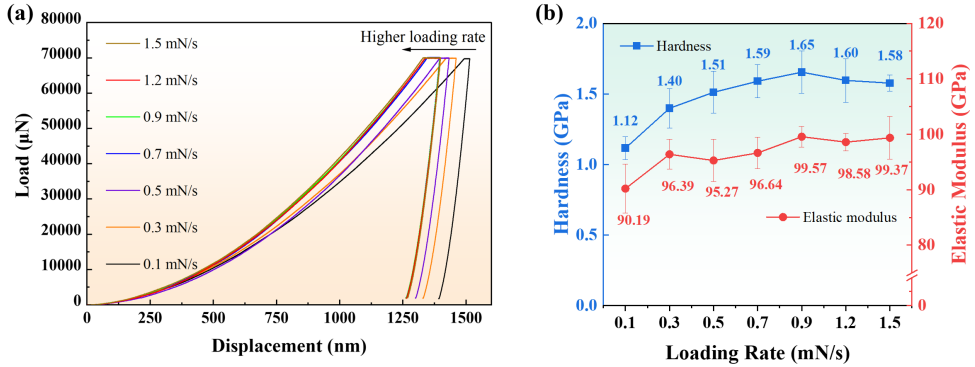 (a)
Load (μN)
80000
70000
60000
50000
40000
30000
20000
10000
0
1.5 mN/s
1.2 mN/s
0.9 mN/s
0.7 mN/s
0.5 mN/s
0.3 mN/s
0.1 mN/s
Higher loading rate
0 250 500 750 1000 1250 1500
Displacement (nm)
(b)
Hardness (GPa)
2.0
1.5
1.0
0.5
0.0
Hardness
1.12 1.40 1.51 1.59 1.65 1.60 1.58
90.19 96.39 95.27 96.64 99.57 98.58 99.37
Elastic modulus
120
110
100
90
80
0
Elastic Modulus (GPa)
0.1 0.3 0.5 0.7 0.9 1.2 1.5
Loading Rate (mN/s)